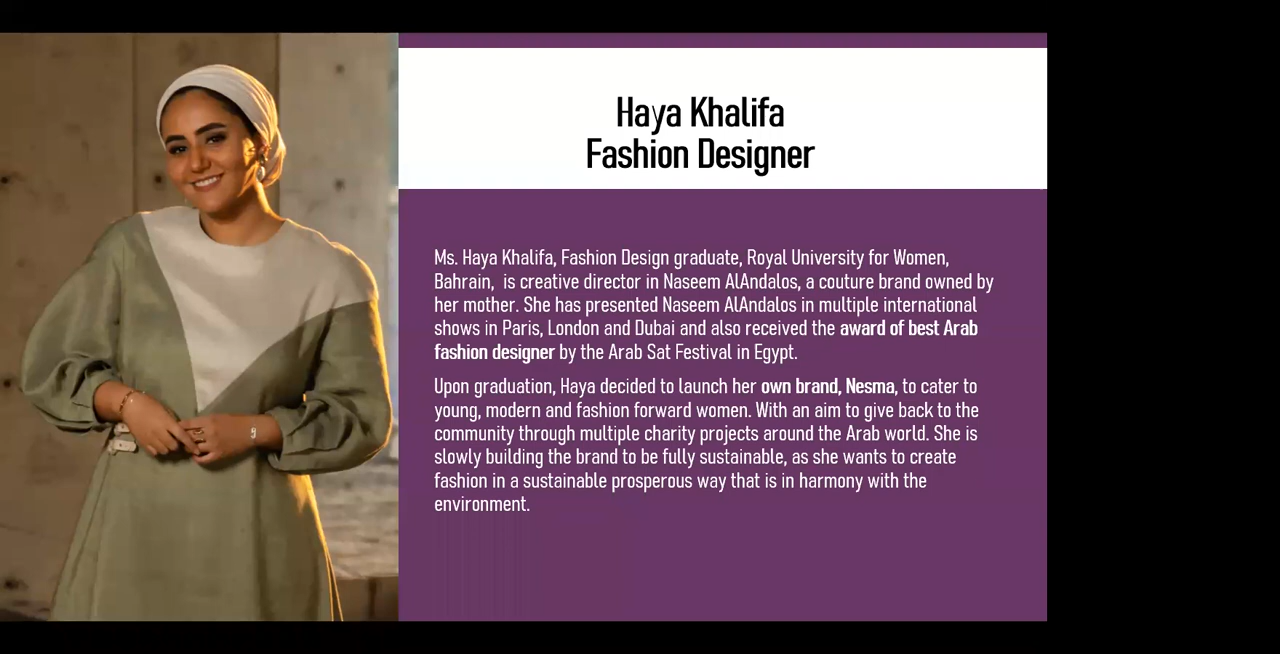 Haya Khalifa
Fashion Designer
Ms. Haya Khalifa, Fashion Design graduate, Royal University for Women,
Bahrain,  is creative director in Naseem AlAndalos, a couture brand owned by
her mother. She has presented Naseem AlAndalos in multiple international
shows in Paris, London and Dubai and also received the award of best Arab
fashion designer by the Arab Sat Festival in Egypt.
Upon graduation, Haya decided to launch her own brand, Nesma, to cater to
young, modern and fashion forward women. With an aim to give back to the
community through multiple charity projects around the Arab world. She is
slowly building the brand to be fully sustainable, as she wants to create
fashion in a sustainable prosperous way that is in harmony with the
environment.